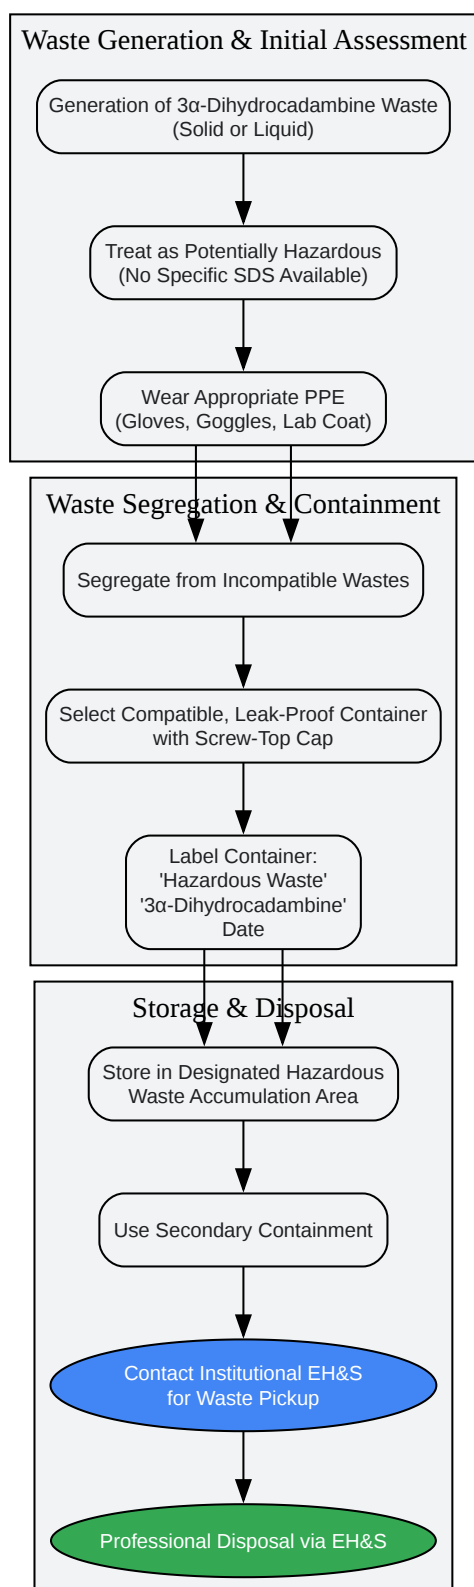 Waste Generation & Initial Assessment
Generation of 3α-Dihydrocadambine Waste
(Solid or Liquid)
Treat as Potentially Hazardous
(No Specific SDS Available)
Wear Appropriate PPE
(Gloves, Goggles, Lab Coat)
Waste Segregation & Containment
Segregate from Incompatible Wastes
Select Compatible, Leak-Proof Container
with Screw-Top Cap
Label Container:
'Hazardous Waste'
'3α-Dihydrocadambine'
Date
Storage & Disposal
Store in Designated Hazardous
Waste Accumulation Area
Use Secondary Containment
Contact Institutional EH&S
for Waste Pickup
Professional Disposal via EH&S